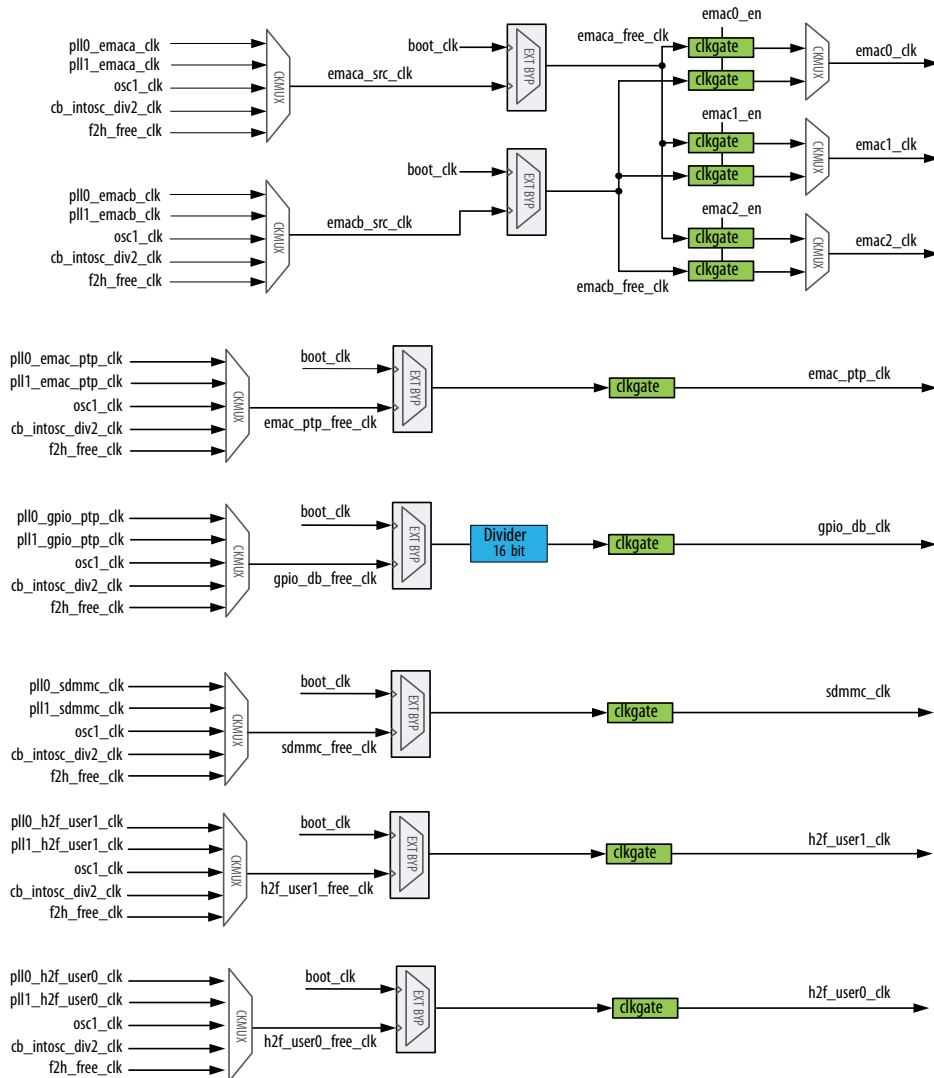 emac0_en
pll0_emaca_clk
boot_clk
emaca_free_clk
clkgate
emac0_clk
pll1_emaca_clk
EXT BYP
CKMUX
CKMUX
osc1_clk
emaca_src_clk
clkgate
cb_intosc_div2_clk
f2h_free_clk
emac1_en
clkgate
emac1_clk
boot_clk
CKMUX
EXT BYP
clkgate
pll0_emacb_clk
pll1_emacb_clk
emac2_en
CKMUX
osc1_clk
emacb_src_clk
clkgate
emac2_clk
CKMUX
cb_intosc_div2_clk
clkgate
f2h_free_clk
emacb_free_clk
pll0_emac_ptp_clk
boot_clk
emac_ptp_clk
pll1_emac_ptp_clk
EXT BYP
clkgate
CKMUX
osc1_clk
emac_ptp_free_clk
cb_intosc_div2_clk
f2h_free_clk
pll0_gpio_ptp_clk
boot_clk
gpio_db_clk
pll1_gpio_ptp_clk
EXT BYP
Divider
16 bit
clkgate
CKMUX
osc1_clk
gpio_db_free_clk
cb_intosc_div2_clk
f2h_free_clk
pll0_sdmmc_clk
boot_clk
sdmmc_clk
pll1_sdmmc_clk
EXT BYP
clkgate
CKMUX
osc1_clk
sdmmc_free_clk
cb_intosc_div2_clk
f2h_free_clk
pll0_h2f_user1_clk
boot_clk
h2f_user1_clk
pll1_h2f_user1_clk
EXT BYP
clkgate
CKMUX
osc1_clk
h2f_user1_free_clk
cb_intosc_div2_clk
f2h_free_clk
pll0_h2f_user0_clk
boot_clk
h2f_user0_clk
pll1_h2f_user0_clk
EXT BYP
clkgate
CKMUX
osc1_clk
h2f_user0_free_clk
cb_intosc_div2_clk
f2h_free_clk